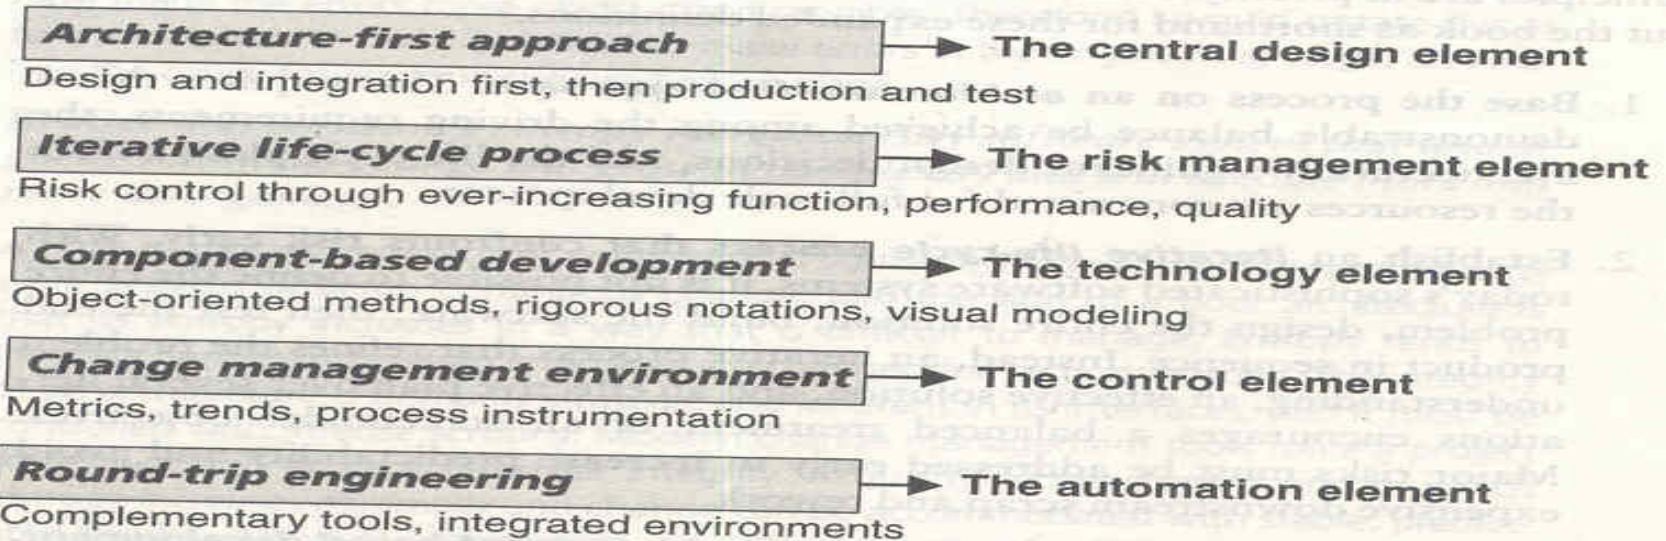 Architecture-first approach The central design element
Design and integration first, then production and test
Iterative life-cycle process The risk management element
Risk control through ever-increasing function, performance, quality
Component-based development The technology element
Object-oriented methods, rigorous notations, visual modeling
Change management environment The control element
Metrics, trends, process instrumentation
Round-trip engineering The automation element
Complementary tools, integrated environments